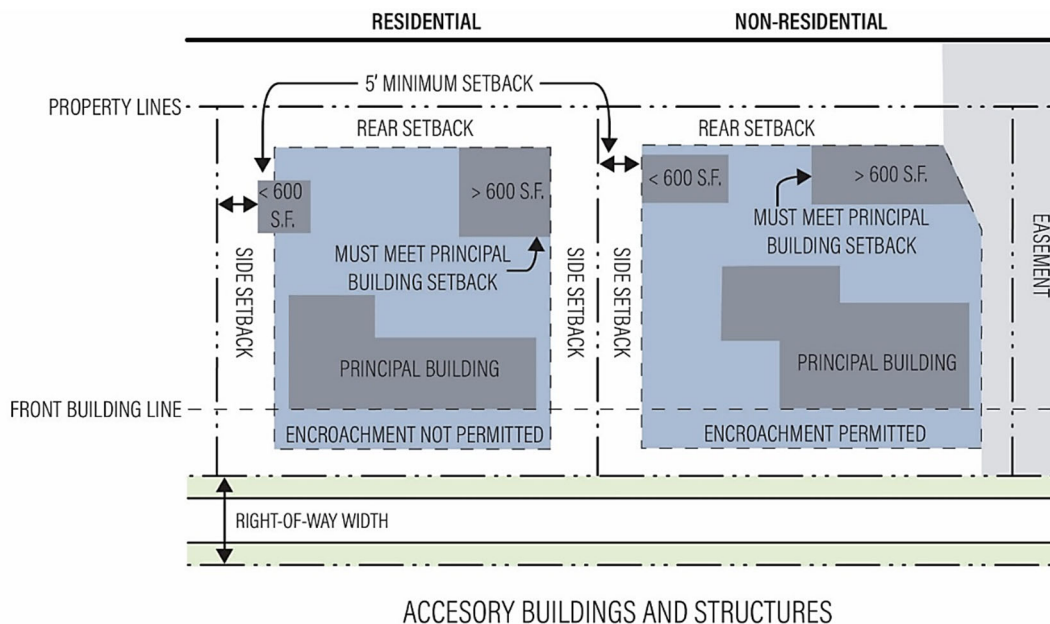 RESIDENTIAL
NON-RESIDENTIAL
5' MINIMUM SETBACK
PROPERTY LINES
REAR SETBACK
REAR SETBACK
< 600
S.F.
> 600 S.F.
< 600 S.F.
> 600 S.F.
MUST MEET PRINCIPAL
BUILDING SETBACK
MUST MEET PRINCIPAL
BUILDING SETBACK
SIDE SETBACK
SIDE SETBACK
SIDE SETBACK
EASEMENT
PRINCIPAL BUILDING
PRINCIPAL BUILDING
FRONT BUILDING LINE
ENCROACHMENT NOT PERMITTED
ENCROACHMENT PERMITTED
RIGHT-OF-WAY WIDTH
ACCESORY BUILDINGS AND STRUCTURES